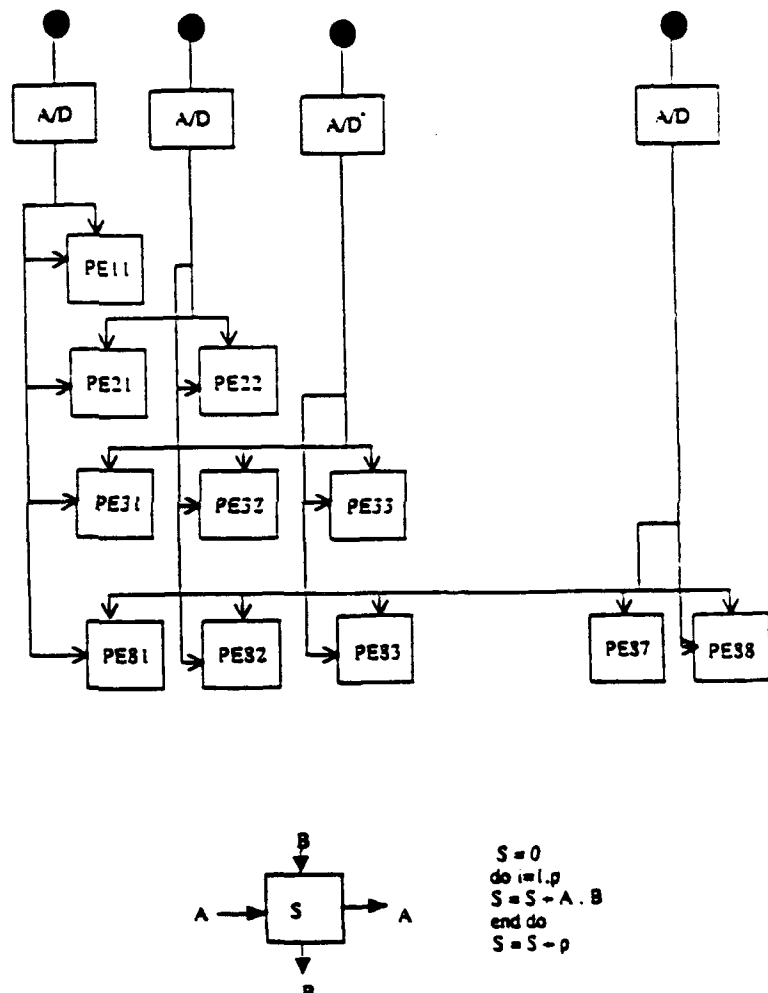 A/D A/D A/D A/D
PE11
PE21 PE22
PE31 PE32 PE33
PE81 PE82 PE83 PE87 PE88
B
A S A
B
S = 0
do i=1,p
S = S + A . B
end do
S = S ÷ p